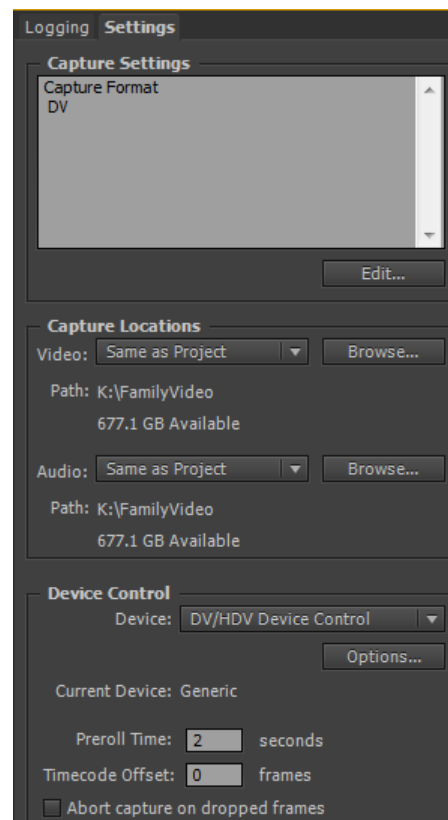 Logging Settings
Capture Settings
Capture Format
DV
Edit...
Capture Locations
Video: Same as Project Browse...
Path: K:\FamilyVideo
677.1 GB Available
Audio: Same as Project Browse...
Path: K:\FamilyVideo
677.1 GB Available
Device Control
Device: DV/HDV Device Control
Options...
Current Device: Generic
Preroll Time: 2 seconds
Timecode Offset: 0 frames
Abort capture on dropped frames